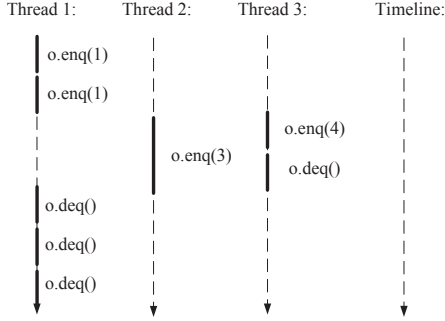 Thread 1: Thread 2: Thread 3: Timeline:
o.enq(1)
o.enq(1)
o.enq(4)
o.enq(3)
o.deq()
o.deq()
o.deq()
o.deq()